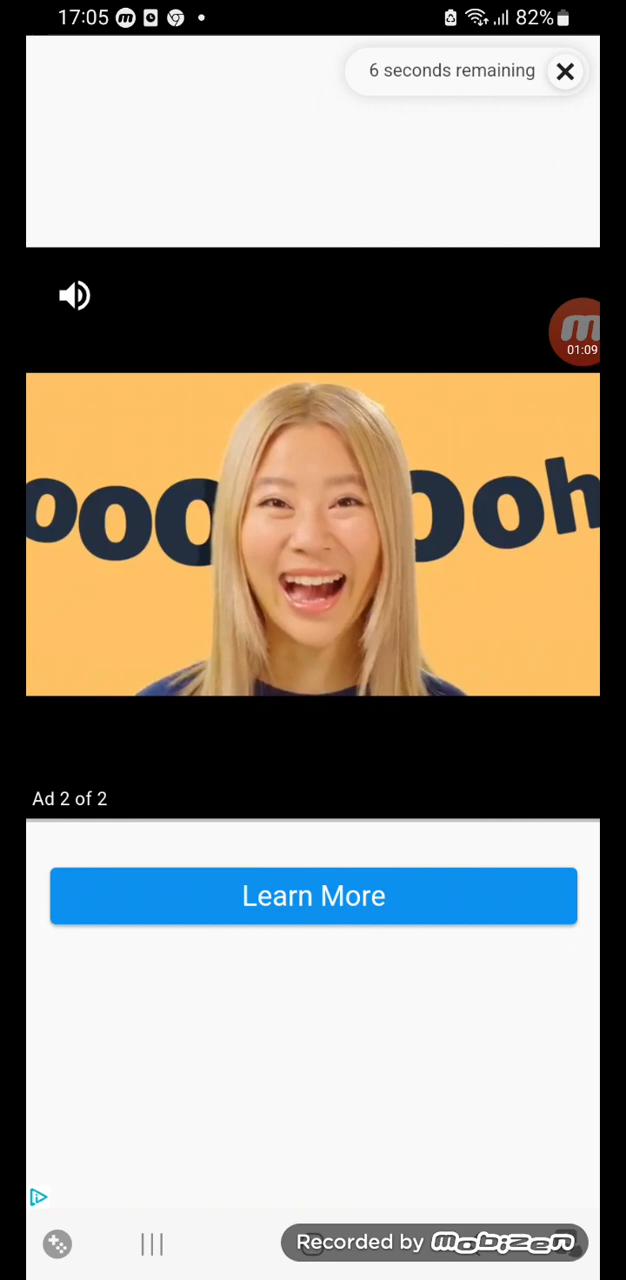 17:05
82%
6 seconds remaining
01:09
ooo ooh
Ad 2 of 2
Learn More
Recorded by mobizen